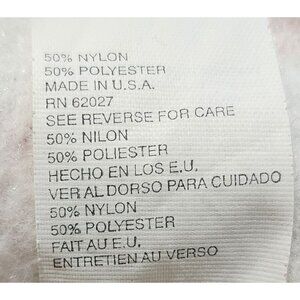 50% NYLON
50% POLYESTER
MADE IN U.S.A.
RN 62027
SEE REVERSE FOR CARE
50% NILON
50% POLIESTER
HECHO EN LOS E.U.
VER AL DORSO PARA CUIDADO
50% NYLON
50% POLYESTER
FAIT AU E.U.
ENTRETIEN AU VERSO